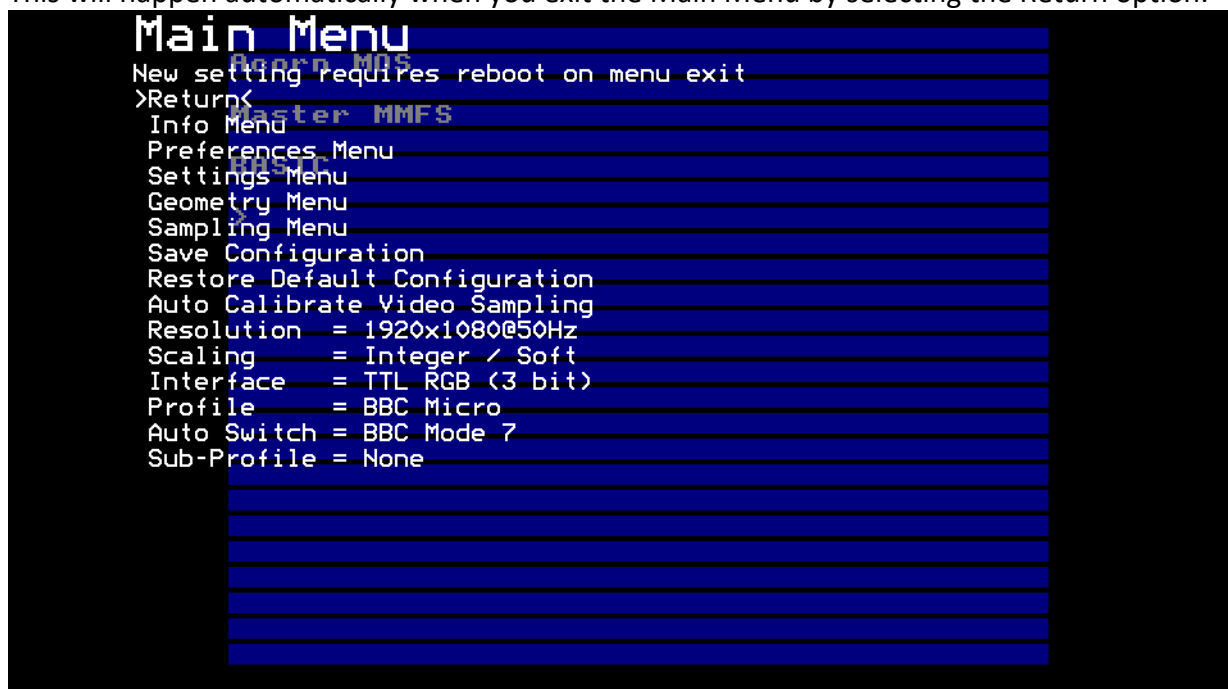 This will happen automatically when you exit the Main Menu by selecting the Return option.
Main Menu
Acorn MOS
New setting requires reboot on menu exit
>Return<
Master MMFS
Info Menu
Preferences Menu
BASIC
Settings Menu
Geometry Menu
>
Sampling Menu
Save Configuration
Restore Default Configuration
Auto Calibrate Video Sampling
Resolution = 1920x1080@50Hz
Scaling = Integer / Soft
Interface = TTL RGB (3 bit)
Profile = BBC Micro
Auto Switch = BBC Mode 7
Sub-Profile = None